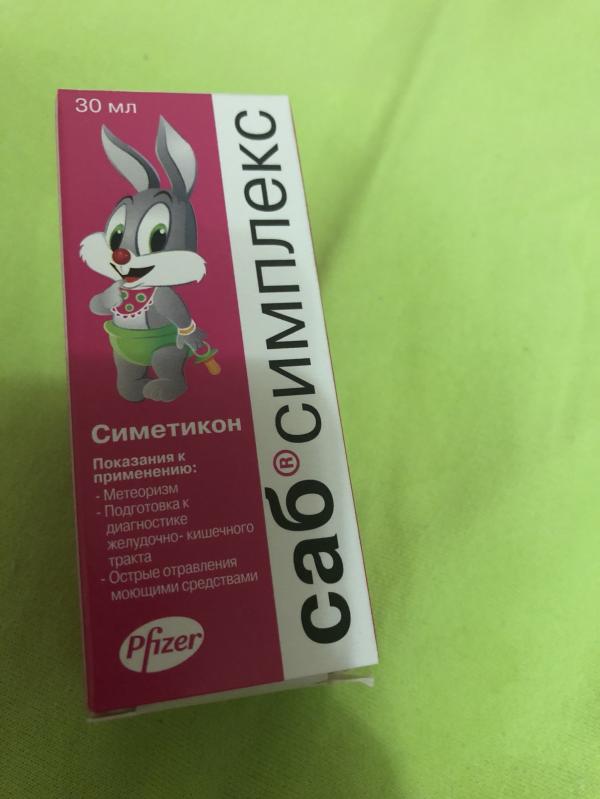 30 мл
саб®симплекс
Симетикон
Показания к
применению:
- Метеоризм
- Подготовка к
диагностике
желудочно- кишечного
тракта
- Острые отравления
моющими средствами
Pfizer